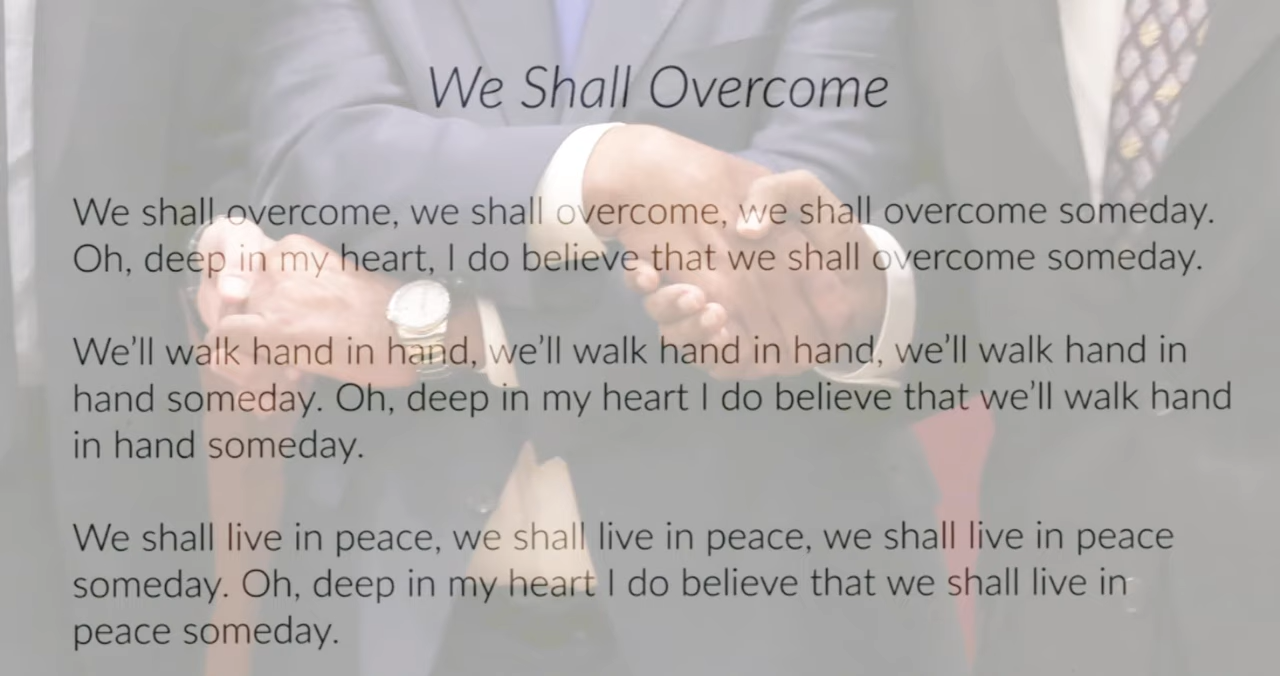 We Shall Overcome
We shall overcome, we shall overcome, we shall overcome someday.
Oh, deep in my heart, I do believe that we shall overcome someday.
We’ll walk hand in hand, we’ll walk hand in hand, we’ll walk hand in
hand someday. Oh, deep in my heart I do believe that we’ll walk hand
in hand someday.
We shall live in peace, we shall live in peace, we shall live in peace
someday. Oh, deep in my heart I do believe that we shall live in
peace someday.